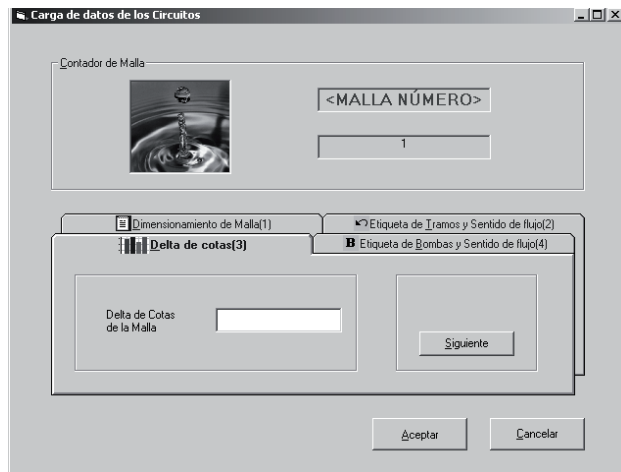 Carga de datos de los Circuitos
Contador de Malla
<MALLA NÚMERO>
1
Dimensionamiento de Malla(1)
Etiqueta de Tramos y Sentido de flujo(2)
Delta de cotas(3)
B Etiqueta de Bombas y Sentido de flujo(4)
Delta de Cotas
de la Malla
Siguiente
Aceptar
Cancelar